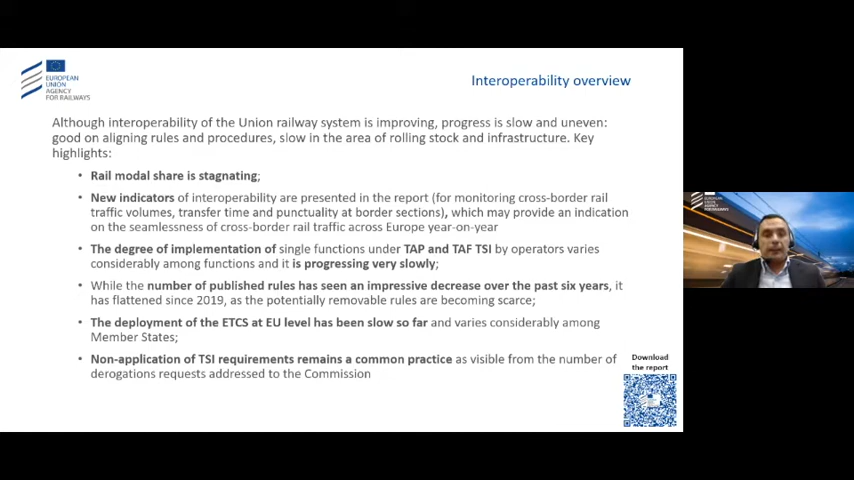 EUROPEAN
UNION
AGENCY
FOR RAILWAYS
Interoperability overview
Although interoperability of the Union railway system is improving, progress is slow and uneven:
good on aligning rules and procedures, slow in the area of rolling stock and infrastructure. Key
highlights:
• Rail modal share is stagnating;
• New indicators of interoperability are presented in the report (for monitoring cross-border rail
traffic volumes, transfer time and punctuality at border sections), which may provide an indication
on the seamlessness of cross-border rail traffic across Europe year-on-year
• The degree of implementation of single functions under TAP and TAF TSI by operators varies
considerably among functions and it is progressing very slowly;
• While the number of published rules has seen an impressive decrease over the past six years, it
has flattened since 2019, as the potentially removable rules are becoming scarce;
• The deployment of the ETCS at EU level has been slow so far and varies considerably among
Member States;
• Non-application of TSI requirements remains a common practice as visible from the number of
derogations requests addressed to the Commission
Download
the report